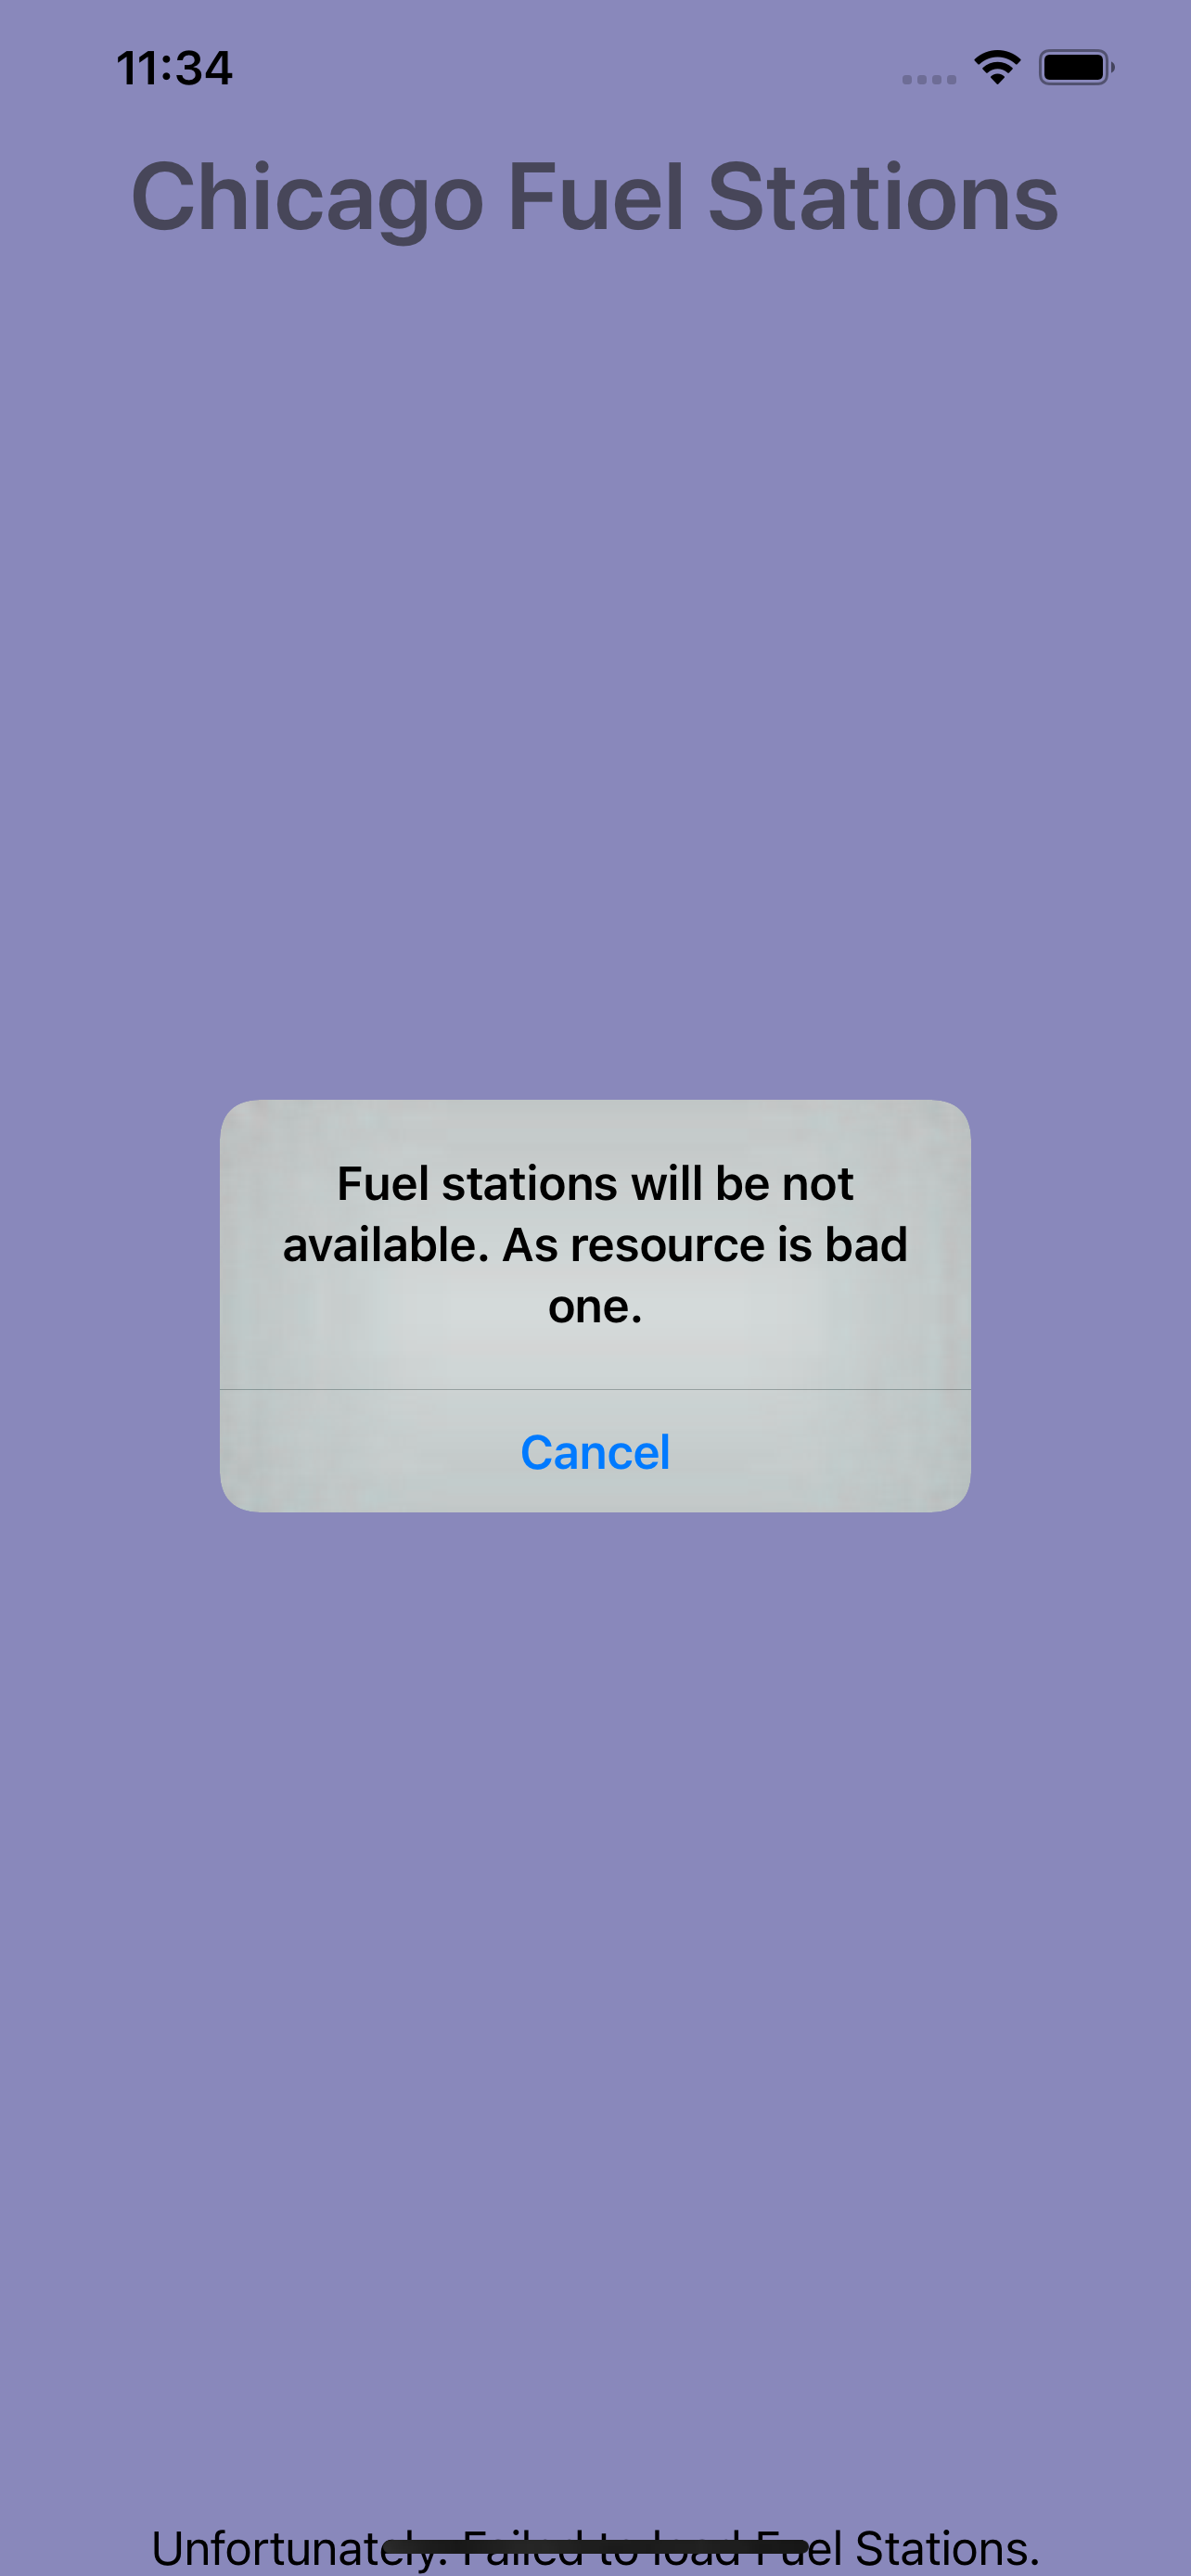 11:34
Chicago Fuel Stations
Fuel stations will be not
available. As resource is bad
one.
Cancel
Unfortunately. Failed to load Fuel Stations.